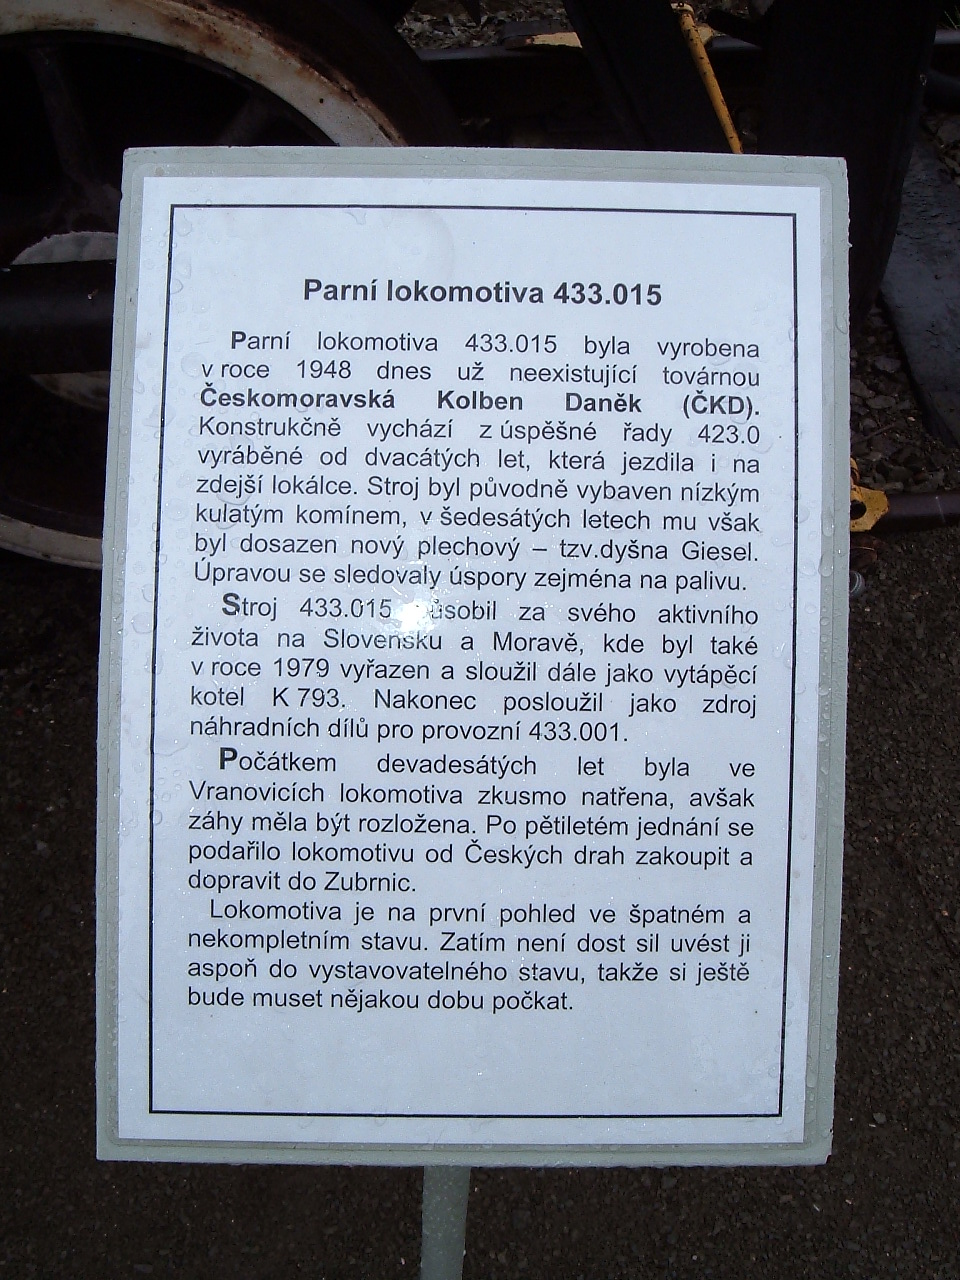 Parní lokomotiva 433.015
Parní lokomotiva 433.015 byla vyrobena
v roce 1948 dnes už neexistující továrnou
Českomoravská Kolben Daněk (ČKD).
Konstrukčně vychází z úspěšné řady 423.0
vyráběné od dvacátých let, která jezdila i na
zdejší lokálce. Stroj byl původně vybaven nízkým
kulatým komínem, v šedesátých letech mu však
byl dosazen nový plechový – tzv.dyšna Giesel.
Úpravou se sledovaly úspory zejména na palivu.
Stroj 433.015 působil za svého aktivního
života na Slovensku a Moravě, kde byl také
v roce 1979 vyřazen a sloužil dále jako vytápěcí
kotel K 793. Nakonec posloužil jako zdroj
náhradních dílů pro provozní 433.001.
Počátkem devadesátých let byla ve
Vranovicích lokomotiva zkusmo natřena, avšak
záhy měla být rozložena. Po pětiletém jednání se
podařilo lokomotivu od Českých drah zakoupit a
dopravit do Zubrnic.
Lokomotiva je na první pohled ve špatném a
nekompletním stavu. Zatím není dost sil uvést ji
aspoň do vystavovatelného stavu, takže si ještě
bude muset nějakou dobu počkat.